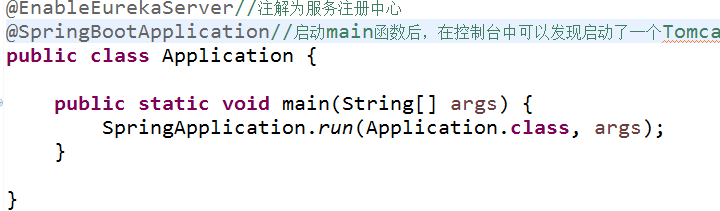 @EnableEurekaServer//注解为服务注册中心
@SpringBootApplication//启动main函数后，在控制台中可以发现启动了一个Tomca
public class Application {
public static void main(String[] args) {
SpringApplication.run(Application.class, args);
}
}